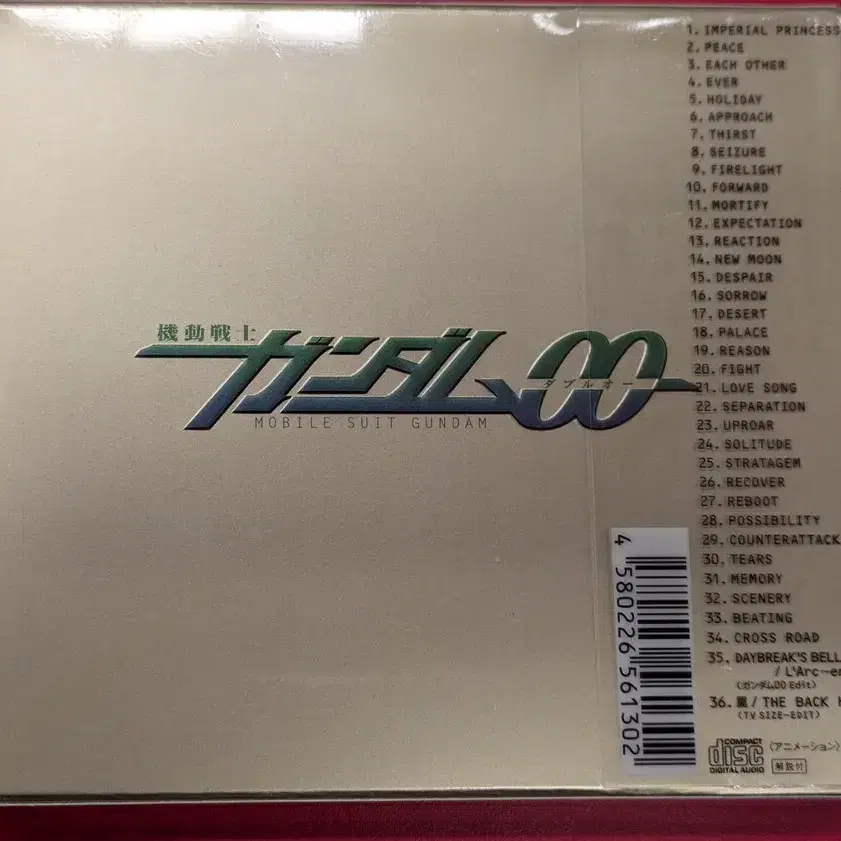 機動戦士
ガンダム00
ダブルオー
MOBILE SUIT GUNDAM
1. IMPERIAL PRINCESS
2. PEACE
3. EACH OTHER
4. EVER
5. HOLIDAY
6. APPROACH
7. THIRST
8. SEIZURE
9. FIRELIGHT
10. FORWARD
11. MORTIFY
12. EXPECTATION
13. REACTION
14. NEW MOON
15. DESPAIR
16. SORROW
17. DESERT
18. PALACE
19. REASON
20. FIGHT
21. LOVE SONG
22. SEPARATION
23. UPROAR
24. SOLITUDE
25. STRATAGEM
26. RECOVER
27. REBOOT
28. POSSIBILITY
29. COUNTERATTACK
30. TEARS
31. MEMORY
32. SCENERY
33. BEATING
34. CROSS ROAD
35. DAYBREAK'S BELL
/ L'Arc~en
(ガンダム00 Edit)
36. 罠 / THE BACK
(TV SIZE-EDIT)
4 580226 561302
COMPACT
disc
DIGITAL AUDIO
〈アニメーション〉
解説付